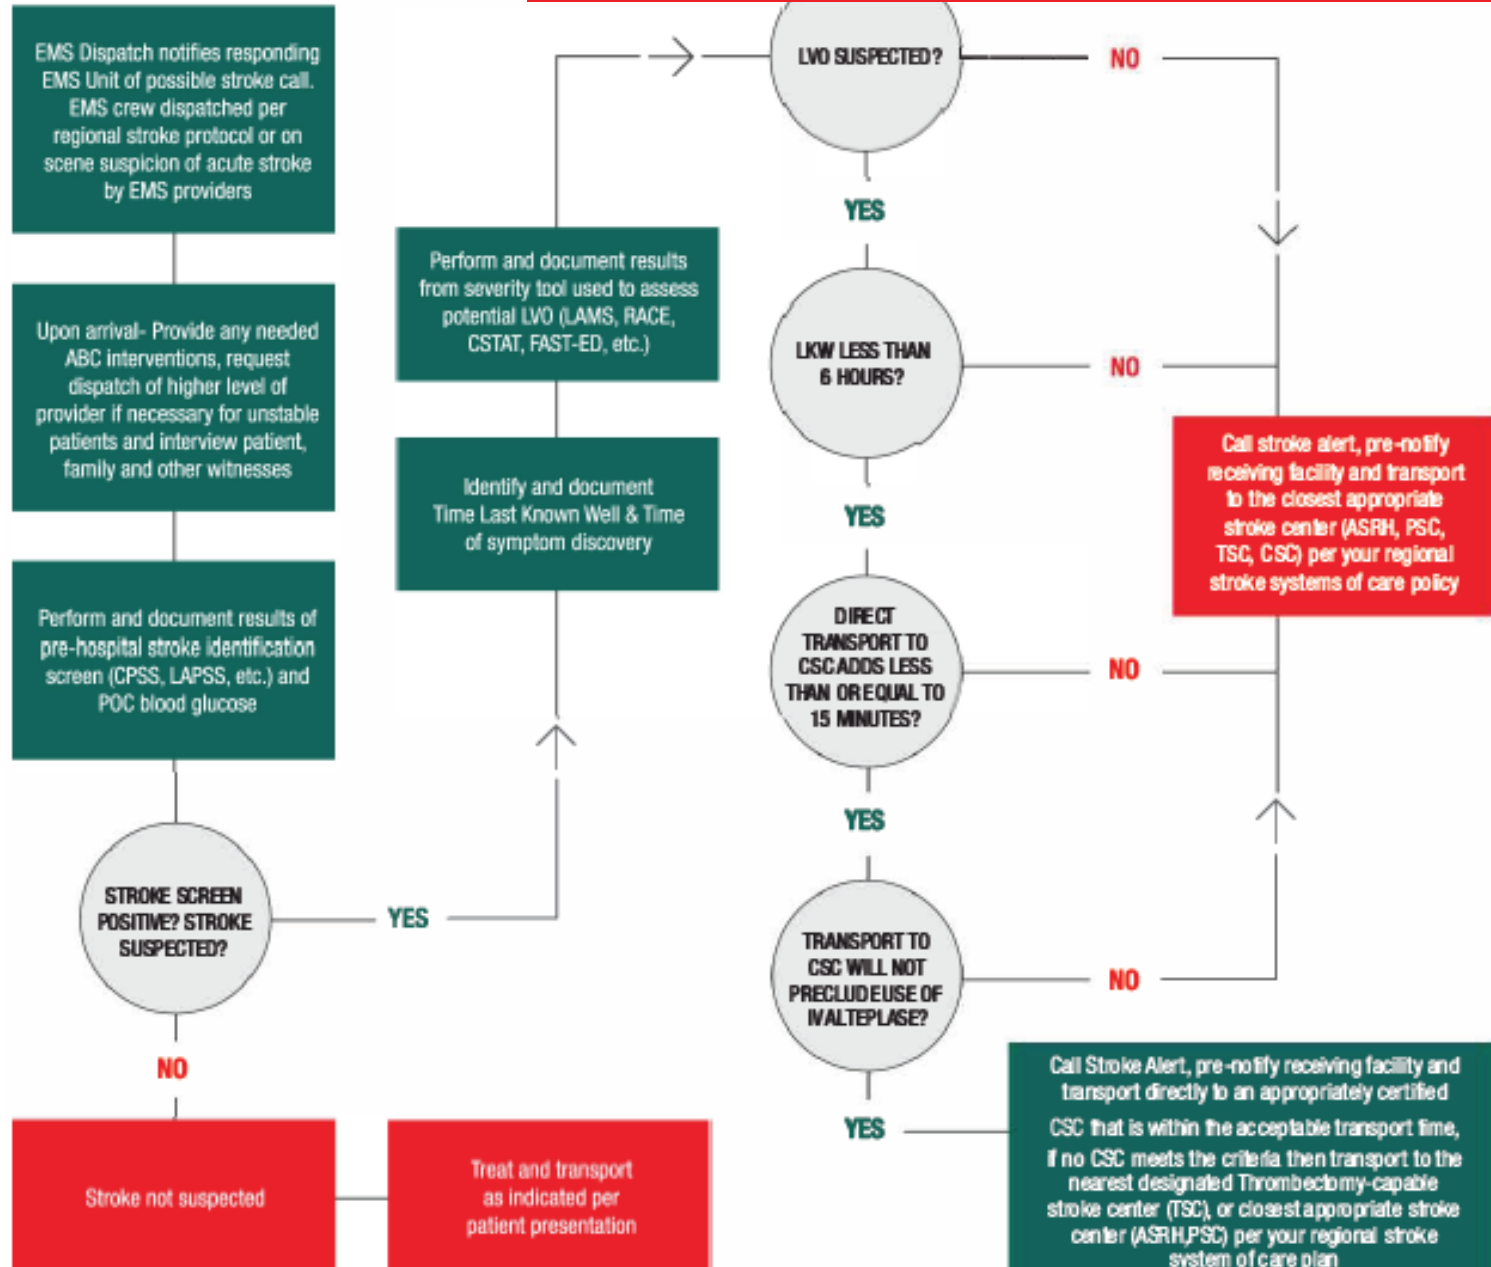 EMS Dispatch notifies responding
EMS Unit of possible stroke call.
EMS crew dispatched per
regional stroke protocol or on
scene suspicion of acute stroke
by EMS providers
Upon arrival- Provide any needed
ABC interventions, request
dispatch of higher level of
provider if necessary for unstable
patients and interview patient,
family and other witnesses
Perform and document results of
pre-hospital stroke identification
screen (CPSS, LAPSS, etc.) and
POC blood glucose
STROKE SCREEN
POSITIVE? STROKE
SUSPECTED?
YES
NO
Stroke not suspected
Treat and transport
as indicated per
patient presentation
Identify and document
Time Last Known Well & Time
of symptom discovery
Perform and document results
from severity tool used to assess
potential LVO (LAMS, RACE,
CSTAT, FAST-ED, etc.)
LVO SUSPECTED?
NO
YES
LKW LESS THAN
6 HOURS?
NO
YES
DIRECT
TRANSPORT TO
CSC ADDS LESS
THAN OR EQUAL TO
15 MINUTES?
NO
YES
TRANSPORT TO
CSC WILL NOT
PRECLUDE USE OF
IV ALTEPLASE?
NO
YES
Call stroke alert, pre-notify
receiving facility and transport
to the closest appropriate
stroke center (ASRH, PSC,
TSC, CSC) per your regional
stroke systems of care policy
Call Stroke Alert, pre-notify receiving facility and
transport directly to an appropriately certified
CSC that is within the acceptable transport time,
If no CSC meets the criteria then transport to the
nearest designated Thrombectomy-capable
stroke center (TSC), or closest appropriate stroke
center (ASRH,PSC) per your regional stroke
system of care plan